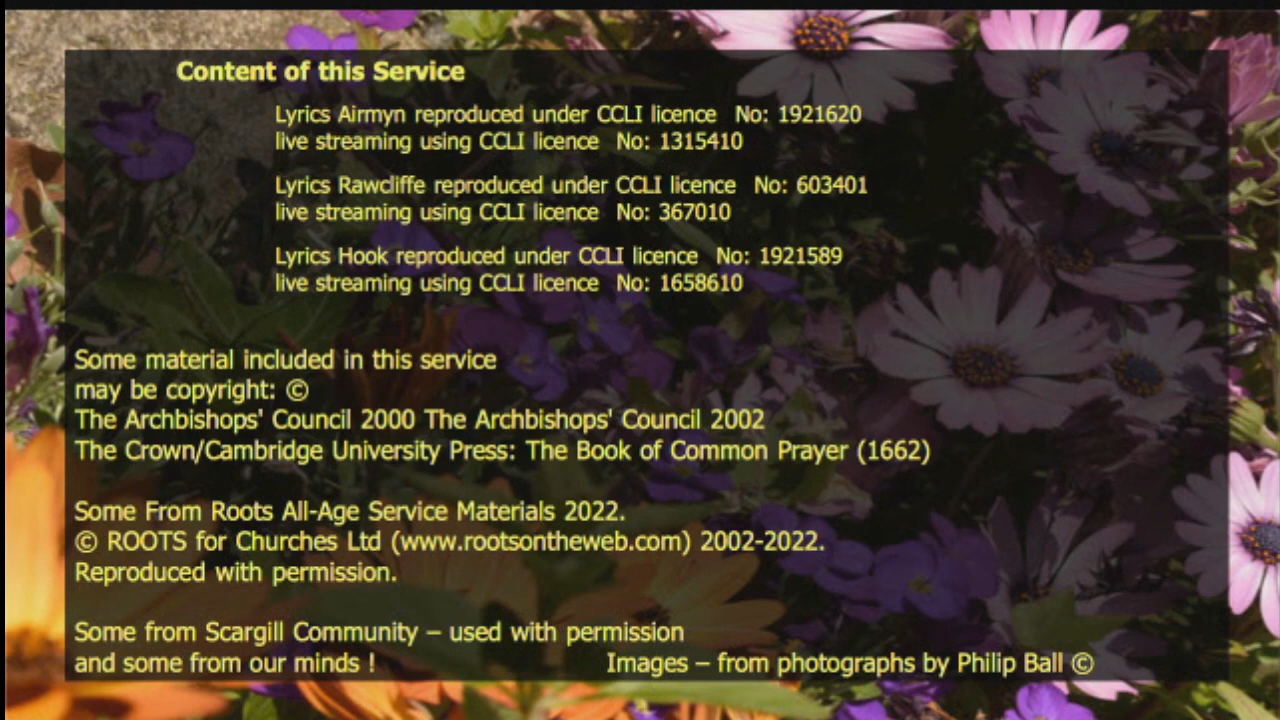 Content of this Service
Lyrics Airmyn reproduced under CCLI licence No: 1921620
live streaming using CCLI licence No: 1315410
Lyrics Rawcliffe reproduced under CCLI licence No: 603401
live streaming using CCLI licence No: 367010
Lyrics Hook reproduced under CCLI licence No: 1921589
live streaming using CCLI licence No: 1658610
Some material included in this service
may be copyright: ©
The Archbishops' Council 2000 The Archbishops' Council 2002
The Crown/Cambridge University Press: The Book of Common Prayer (1662)
Some From Roots All-Age Service Materials 2022.
© ROOTS for Churches Ltd (www.rootsontheweb.com) 2002-2022.
Reproduced with permission.
Some from Scargill Community – used with permission
and some from our minds ! Images – from photographs by Philip Ball ©